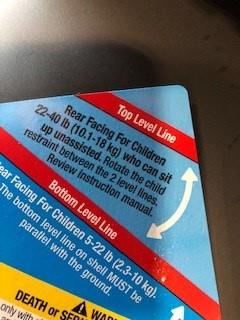 Top Level Line
Rear Facing For Children
22-40 lb (10.1-18 kg) who can sit
up unassisted. Rotate the child
restraint between the 2 level lines.
Review instruction manual.
Bottom Level Line
Rear Facing For Children 5-22 lb (2.3-10 kg).
The bottom level line on shell MUST be
parallel with the ground.
DEATH or
only with